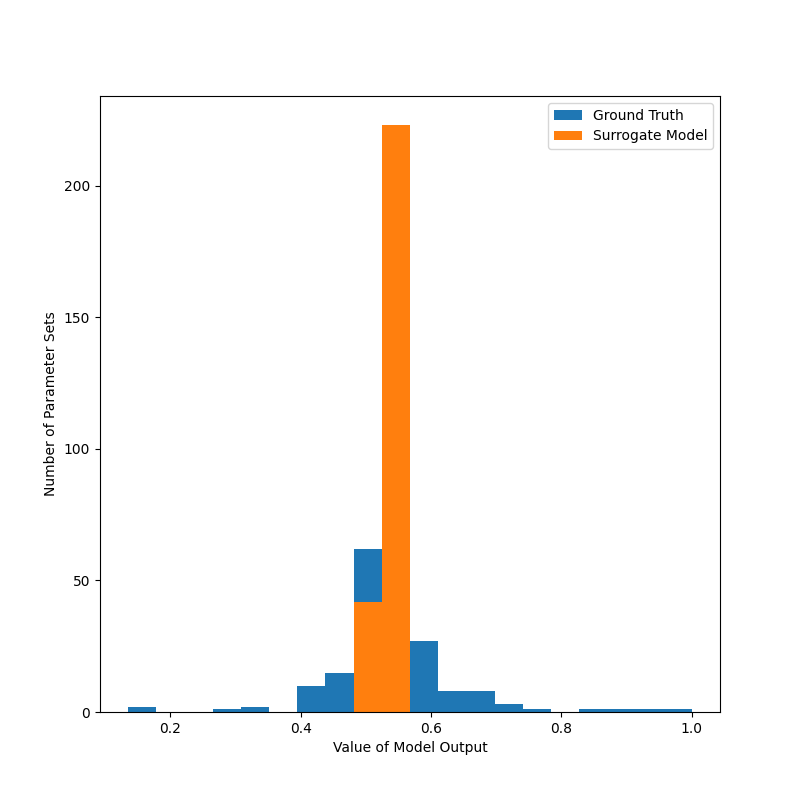 Ground Truth
Surrogate Model
200
150
100
50
0
Number of Parameter Sets
0.2
0.4
0.6
0.8
1.0
Value of Model Output